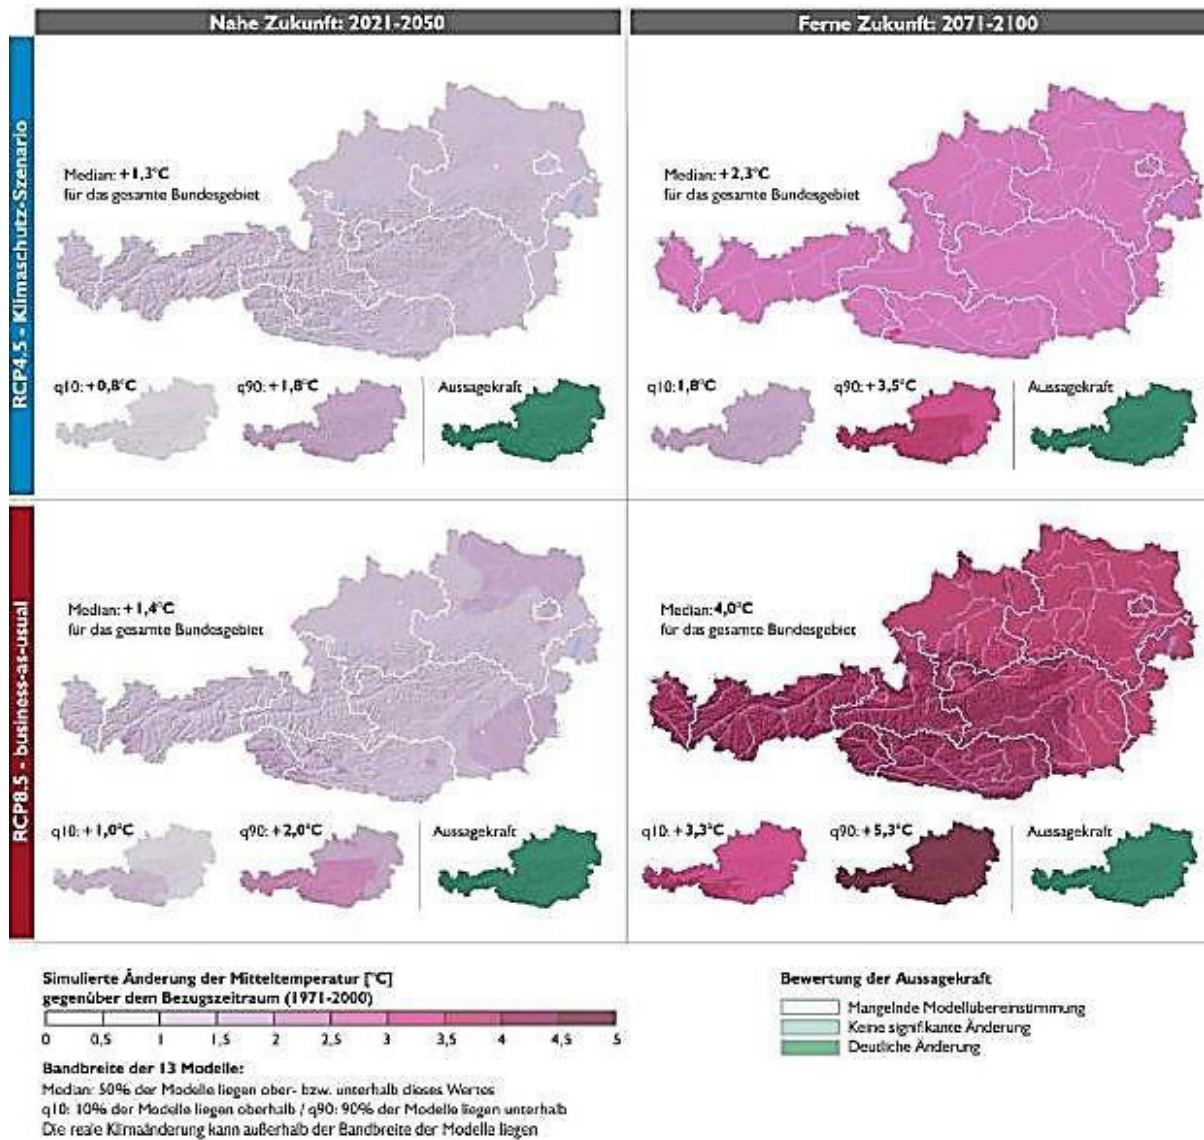 Nahe Zukunft: 2021-2050
Ferne Zukunft: 2071-2100
RCP4.5 - Klimaschutz-Szenario
Median: +1,3°C
für das gesamte Bundesgebiet
q10: +0,8°C
q90: +1,8°C
Aussagekraft
Median: +2,3°C
für das gesamte Bundesgebiet
q10: 1,8°C
q90: +3,5°C
Aussagekraft
RCP8.5 - business-as-usual
Median: +1,4°C
für das gesamte Bundesgebiet
q10: +1,0°C
q90: +2,0°C
Aussagekraft
Median: 4,0°C
für das gesamte Bundesgebiet
q10: +3,3°C
q90: +5,3°C
Aussagekraft
Simulierte Änderung der Mitteltemperatur [°C]
gegenüber dem Bezugszeitraum (1971-2000)
0 0,5 1 1,5 2 2,5 3 3,5 4 4,5 5
Bandbreite der 13 Modelle:
Median: 50% der Modelle liegen ober- bzw. unterhalb dieses Wertes
q10: 10% der Modelle liegen oberhalb / q90: 90% der Modelle liegen unterhalb
Die reale Klimaänderung kann außerhalb der Bandbreite der Modelle liegen
Bewertung der Aussagekraft
Mangelnde Modellübereinstimmung
Keine signifikante Änderung
Deutliche Änderung